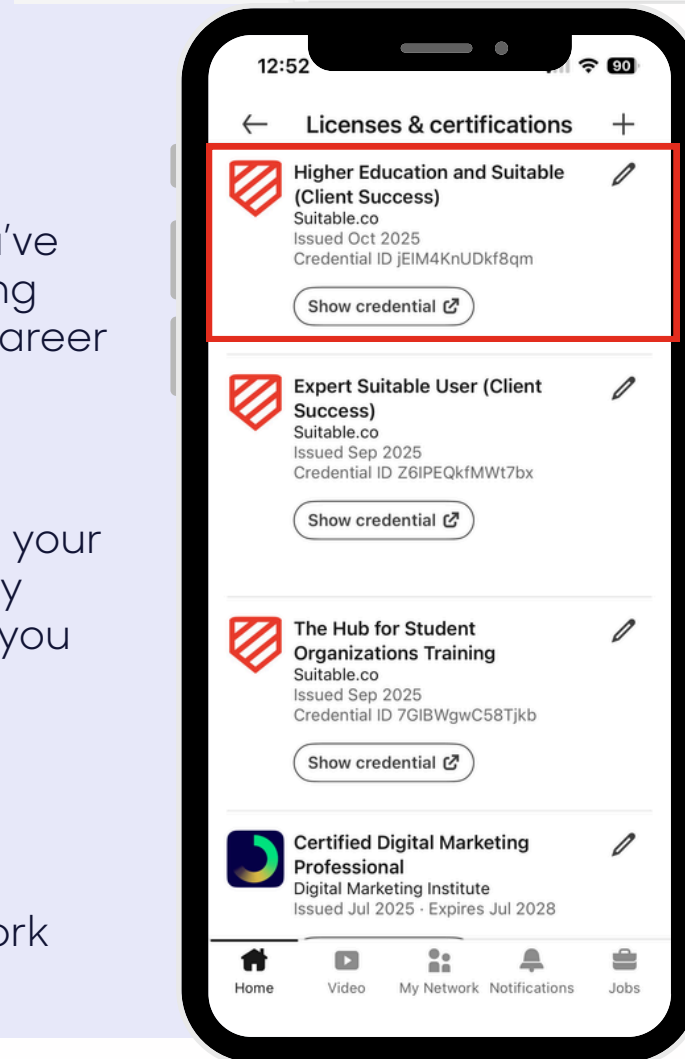 12:52
90
Licenses & certifications
Higher Education and Suitable
(Client Success)
Suitable.co
Issued Oct 2025
Credential ID jEIM4KnUDkf8qm
Show credential
Expert Suitable User (Client
Success)
Suitable.co
Issued Sep 2025
Credential ID Z6IPEQkfMWt7bx
Show credential
The Hub for Student
Organizations Training
Suitable.co
Issued Sep 2025
Credential ID 7GIBWgwC58Tjkb
Show credential
Certified Digital Marketing
Professional
Digital Marketing Institute
Issued Jul 2025 · Expires Jul 2028
Home
Video
My Network
Notifications
Jobs
've
your
you